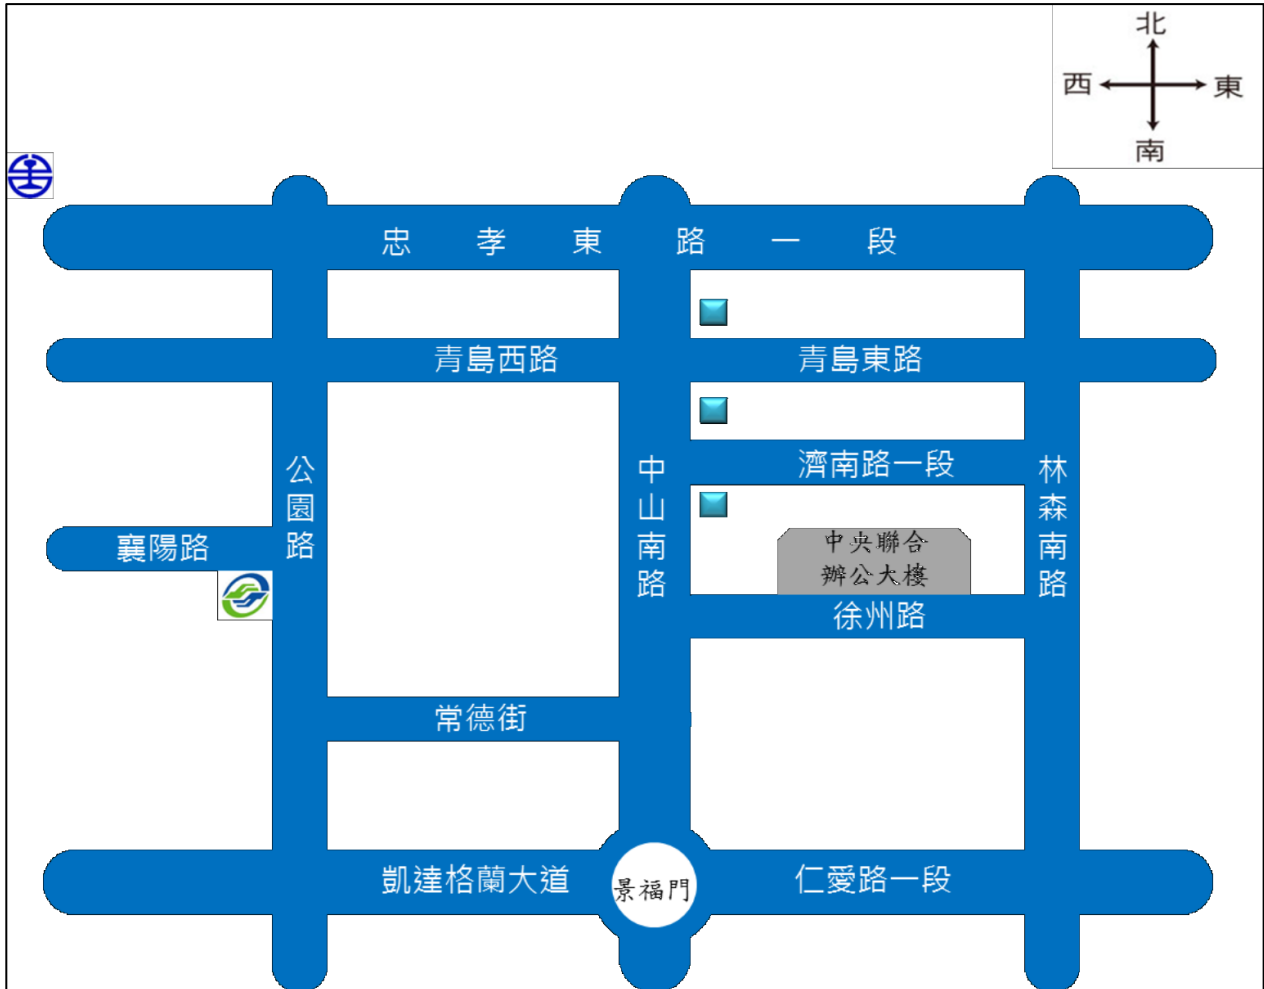 北
西
東
南
忠孝東路一段
青島西路
青島東路
公園路
中山南路
濟南路一段
林森南路
襄陽路
中央聯合
辦公大樓
徐州路
常德街
凱達格蘭大道
景福門
仁愛路一段